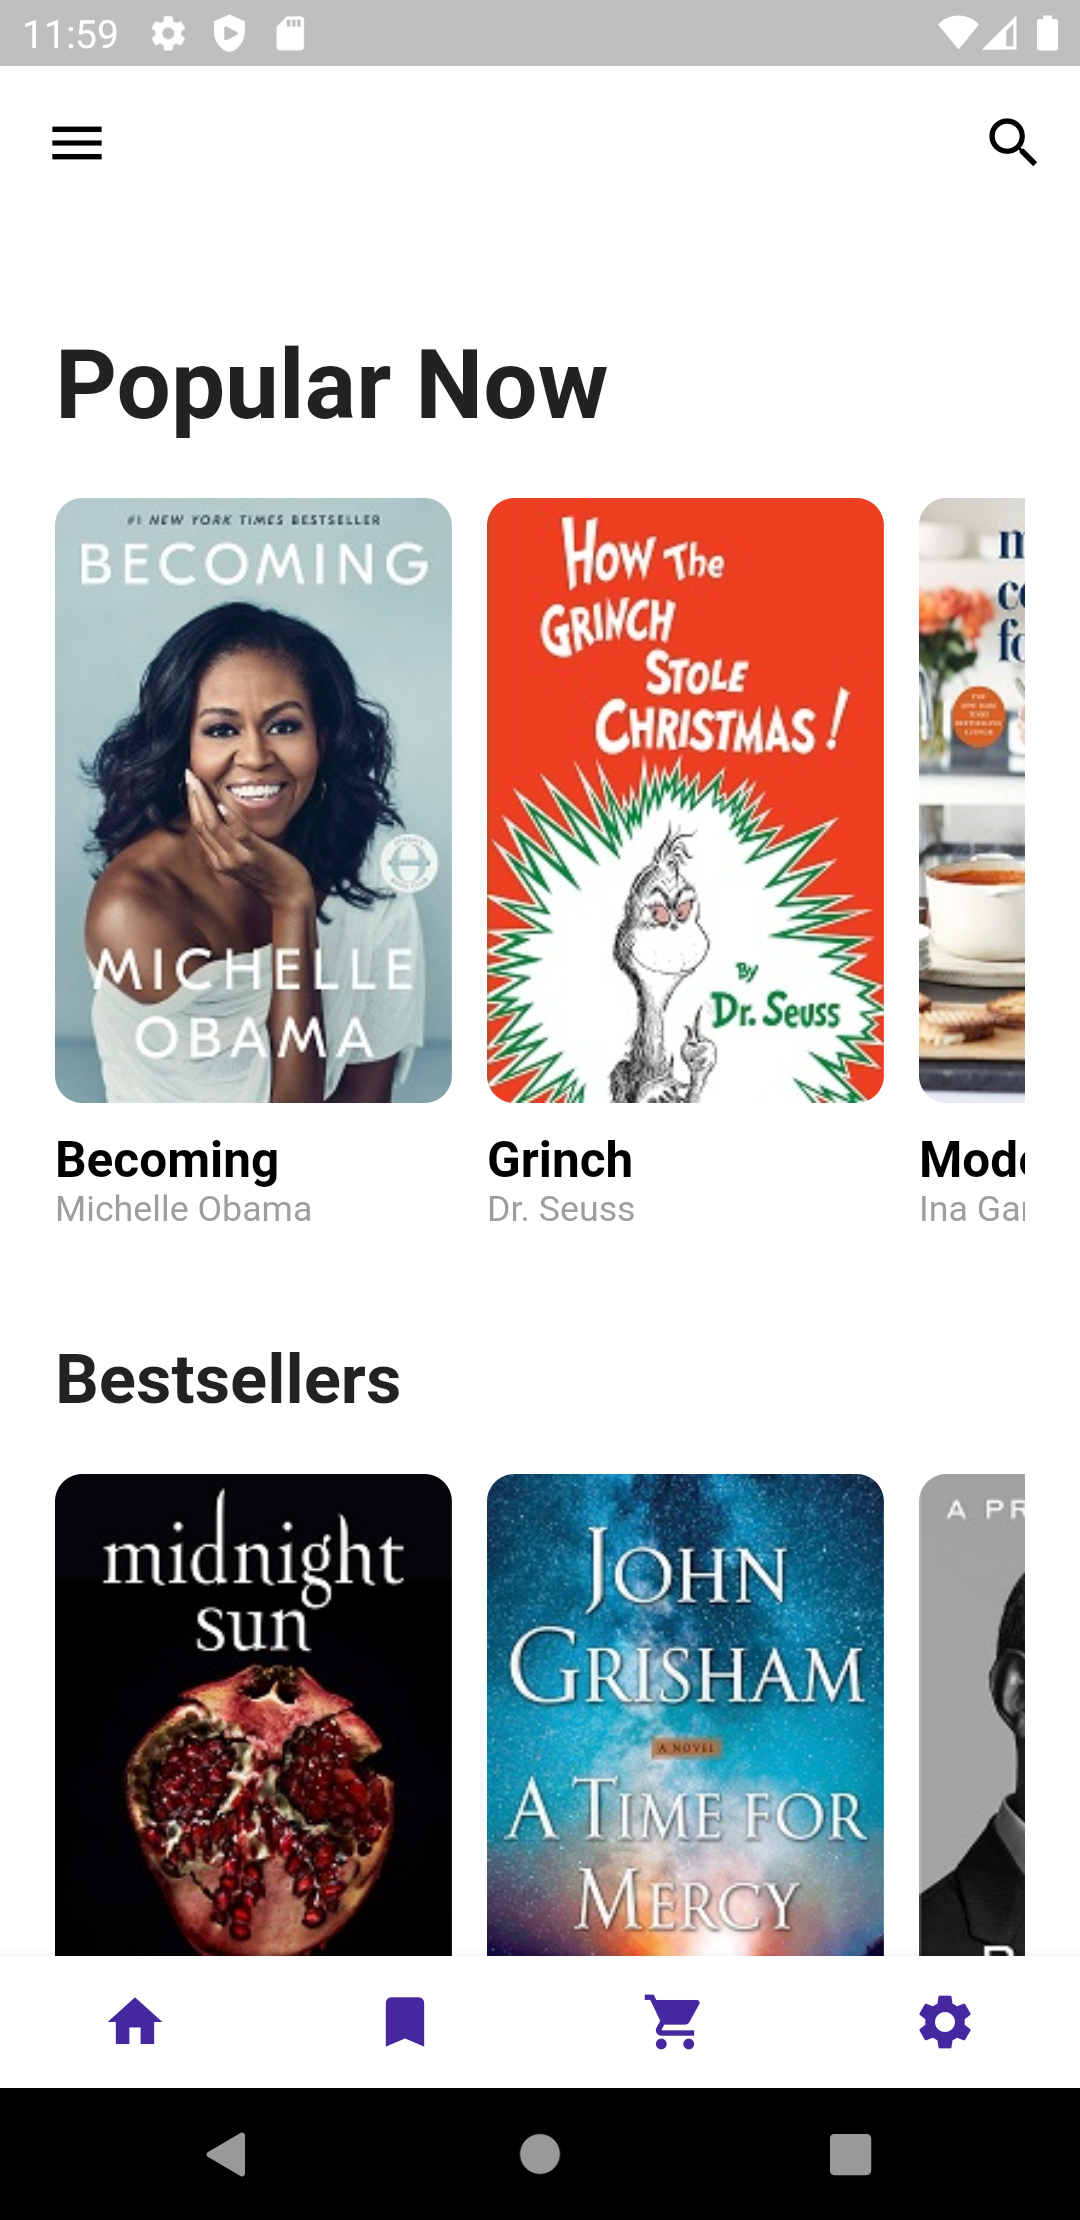 11:59
Popular Now
#1 NEW YORK TIMES BESTSELLER
BECOMING
MICHELLE
OBAMA
How The
GRINCH
STOLE
CHRISTMAS!
By
Dr. Seuss
m
co
fo
Becoming
Michelle Obama
Grinch
Dr. Seuss
Mode
Ina Gar
Bestsellers
midnight
sun
JOHN
GRISHAM
A NOVEL
A TIME FOR
MERCY
A PR